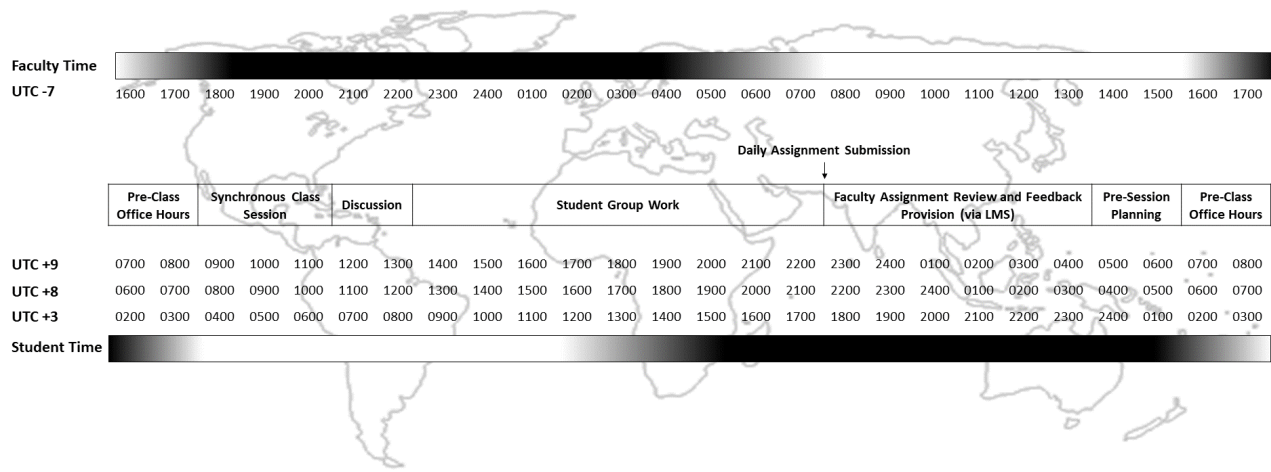 Faculty Time
UTC -7 1600 1700 1800 1900 2000 2100 2200 2300 2400 0100 0200 0300 0400 0500 0600 0700 0800 0900 1000 1100 1200 1300 1400 1500 1600 1700
Daily Assignment Submission
Pre-Class
Office Hours
Synchronous Class
Session
Discussion
Student Group Work
Faculty Assignment Review and Feedback
Provision (via LMS)
Pre-Session
Planning
Pre-Class
Office Hours
UTC +9 0700 0800 0900 1000 1100 1200 1300 1400 1500 1600 1700 1800 1900 2000 2100 2200 2300 2400 0100 0200 0300 0400 0500 0600 0700 0800
UTC +8 0600 0700 0800 0900 1000 1100 1200 1300 1400 1500 1600 1700 1800 1900 2000 2100 2200 2300 2400 0100 0200 0300 0400 0500 0600 0700
UTC +3 0200 0300 0400 0500 0600 0700 0800 0900 1000 1100 1200 1300 1400 1500 1600 1700 1800 1900 2000 2100 2200 2300 2400 0100 0200 0300
Student Time